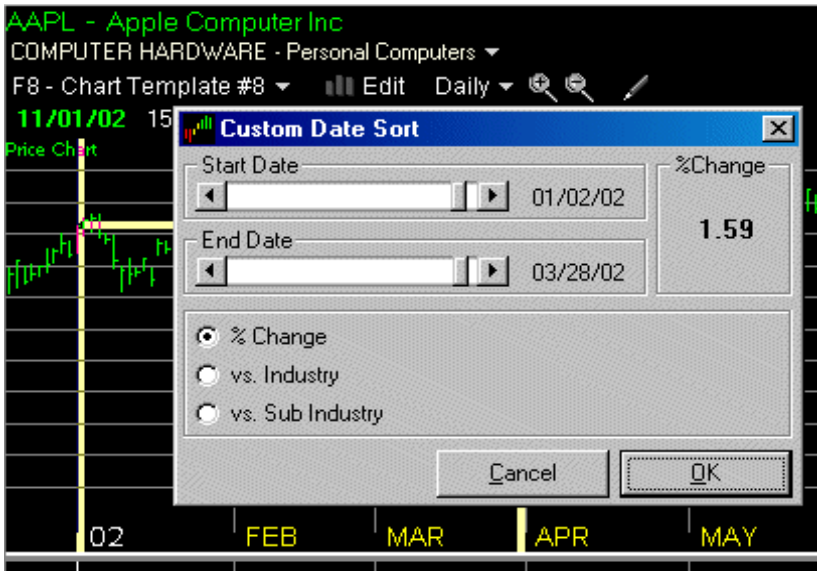 AAPL - Apple Computer Inc
COMPUTER HARDWARE - Personal Computers
F8 - Chart Template #8 Edit Daily
11/01/02 15
Price Chart
Custom Date Sort
Start Date
01/02/02
%Change
1.59
End Date
03/28/02
% Change
vs. Industry
vs. Sub Industry
Cancel OK
02 FEB MAR APR MAY